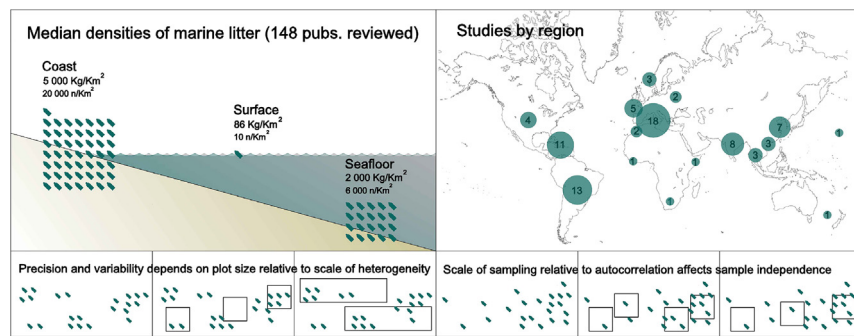 Median densities of marine litter (148 pubs. reviewed)
Coast
5 000 Kg/Km²
20 000 n/Km²
Surface
86 Kg/Km²
10 n/Km²
Seafloor
2 000 Kg/Km²
6 000 n/Km²
Studies by region
3
2
5
18
2
4
11
13
1
1
1
8
7
3
3
1
1
Precision and variability depends on plot size relative to scale of heterogeneity
Scale of sampling relative to autocorrelation affects sample independence